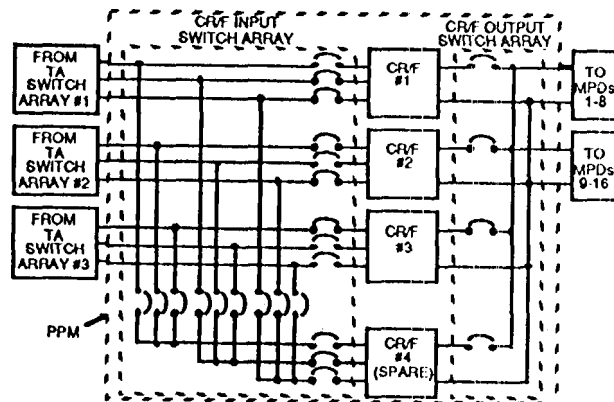 CR/F INPUT
SWITCH ARRAY
CR/F OUTPUT
SWITCH ARRAY
FROM
TA
SWITCH
ARRAY #1
CR/F
#1
TO
MPDs
1-8
FROM
TA
SWITCH
ARRAY #2
CR/F
#2
TO
MPDs
9-16
FROM
TA
SWITCH
ARRAY #3
CR/F
#3
PPM
CR/F
#4
(SPARE)